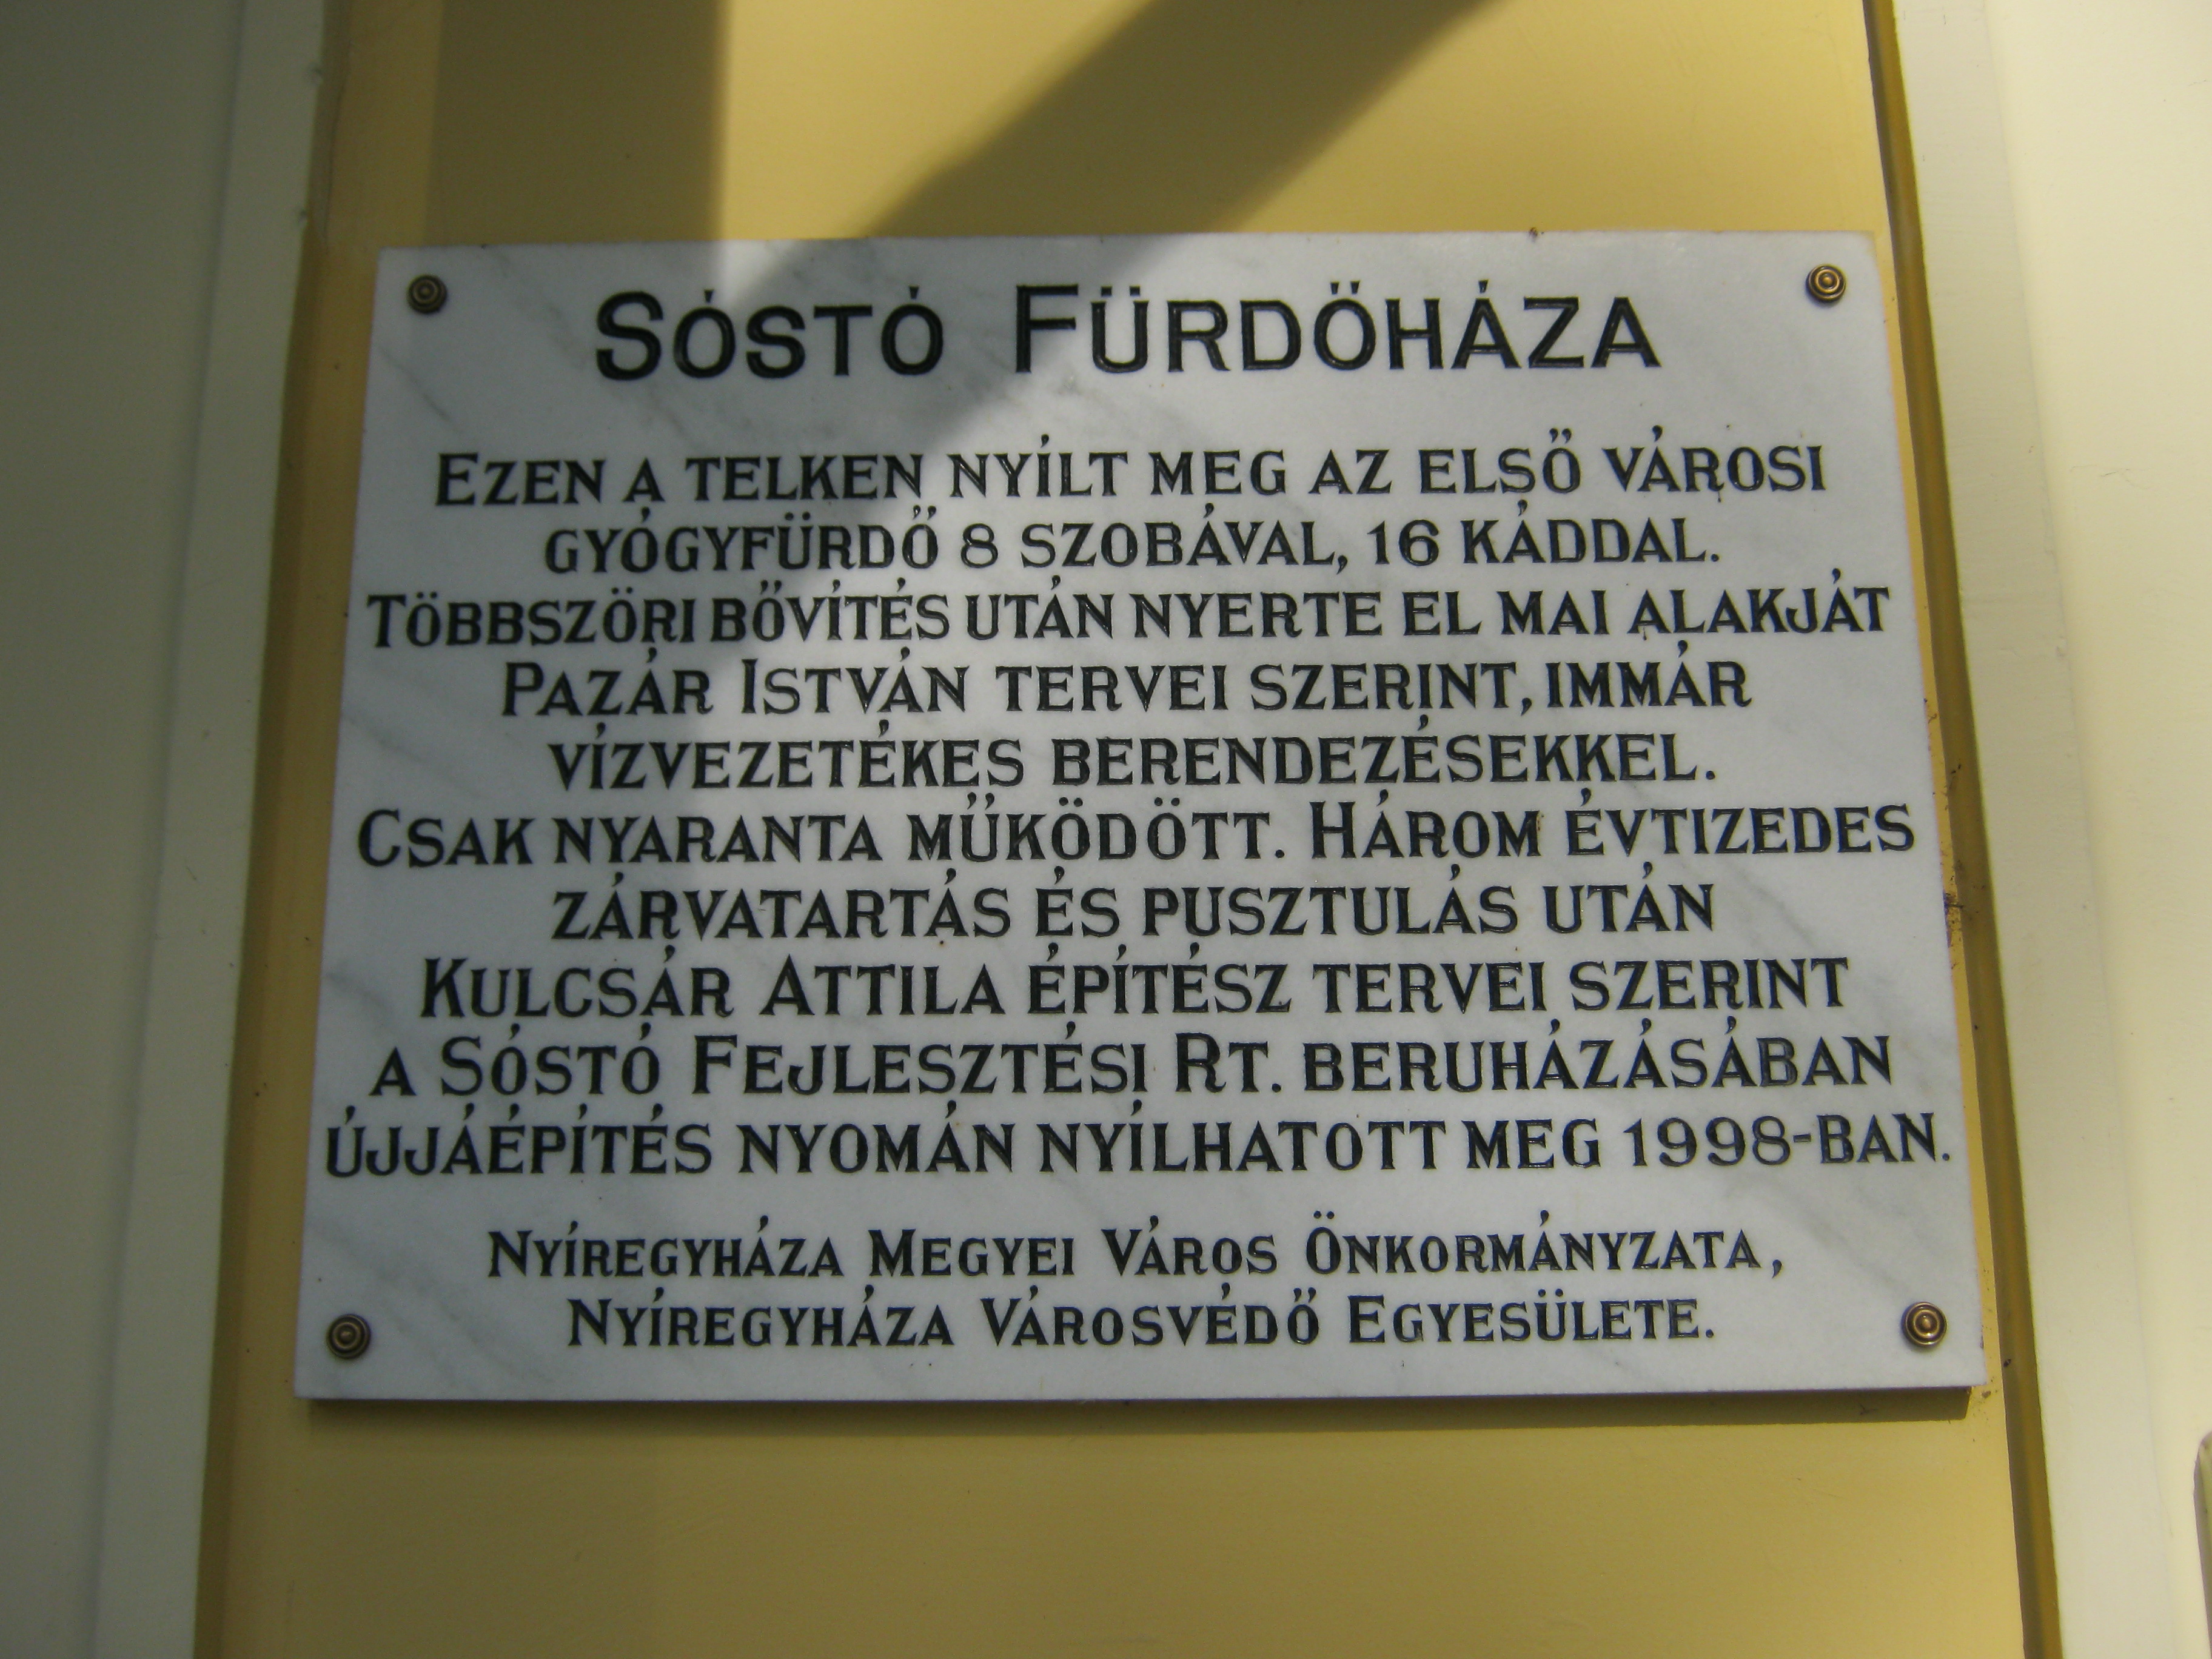 SÓSTÓ FÜRDŐHÁZA
EZEN A TELKEN NYÍLT MEG AZ ELSŐ VÁROSI
GYÓGYFÜRDŐ 8 SZOBÁVAL, 16 KÁDDAL.
TÖBBSZÖRI BŐVÍTÉS UTÁN NYERTE EL MAI ALAKJÁT
PAZÁR ISTVÁN TERVEI SZERINT, IMMÁR
VÍZVEZETÉKES BERENDEZÉSEKKEL.
CSAK NYARANTA MŰKÖDÖTT. HÁROM ÉVTIZEDES
ZÁRVATARTÁS ÉS PUSZTULÁS UTÁN
KULCSÁR ATTILA ÉPÍTÉSZ TERVEI SZERINT
A SÓSTÓ FEJLESZTÉSI RT. BERUHÁZÁSÁBAN
ÚJJÁÉPÍTÉS NYOMÁN NYÍLHATOTT MEG 1998-BAN.
NYÍREGYHÁZA MEGYEI VÁROS ÖNKORMÁNYZATA,
NYÍREGYHÁZA VÁROSVÉDŐ EGYESÜLETE.